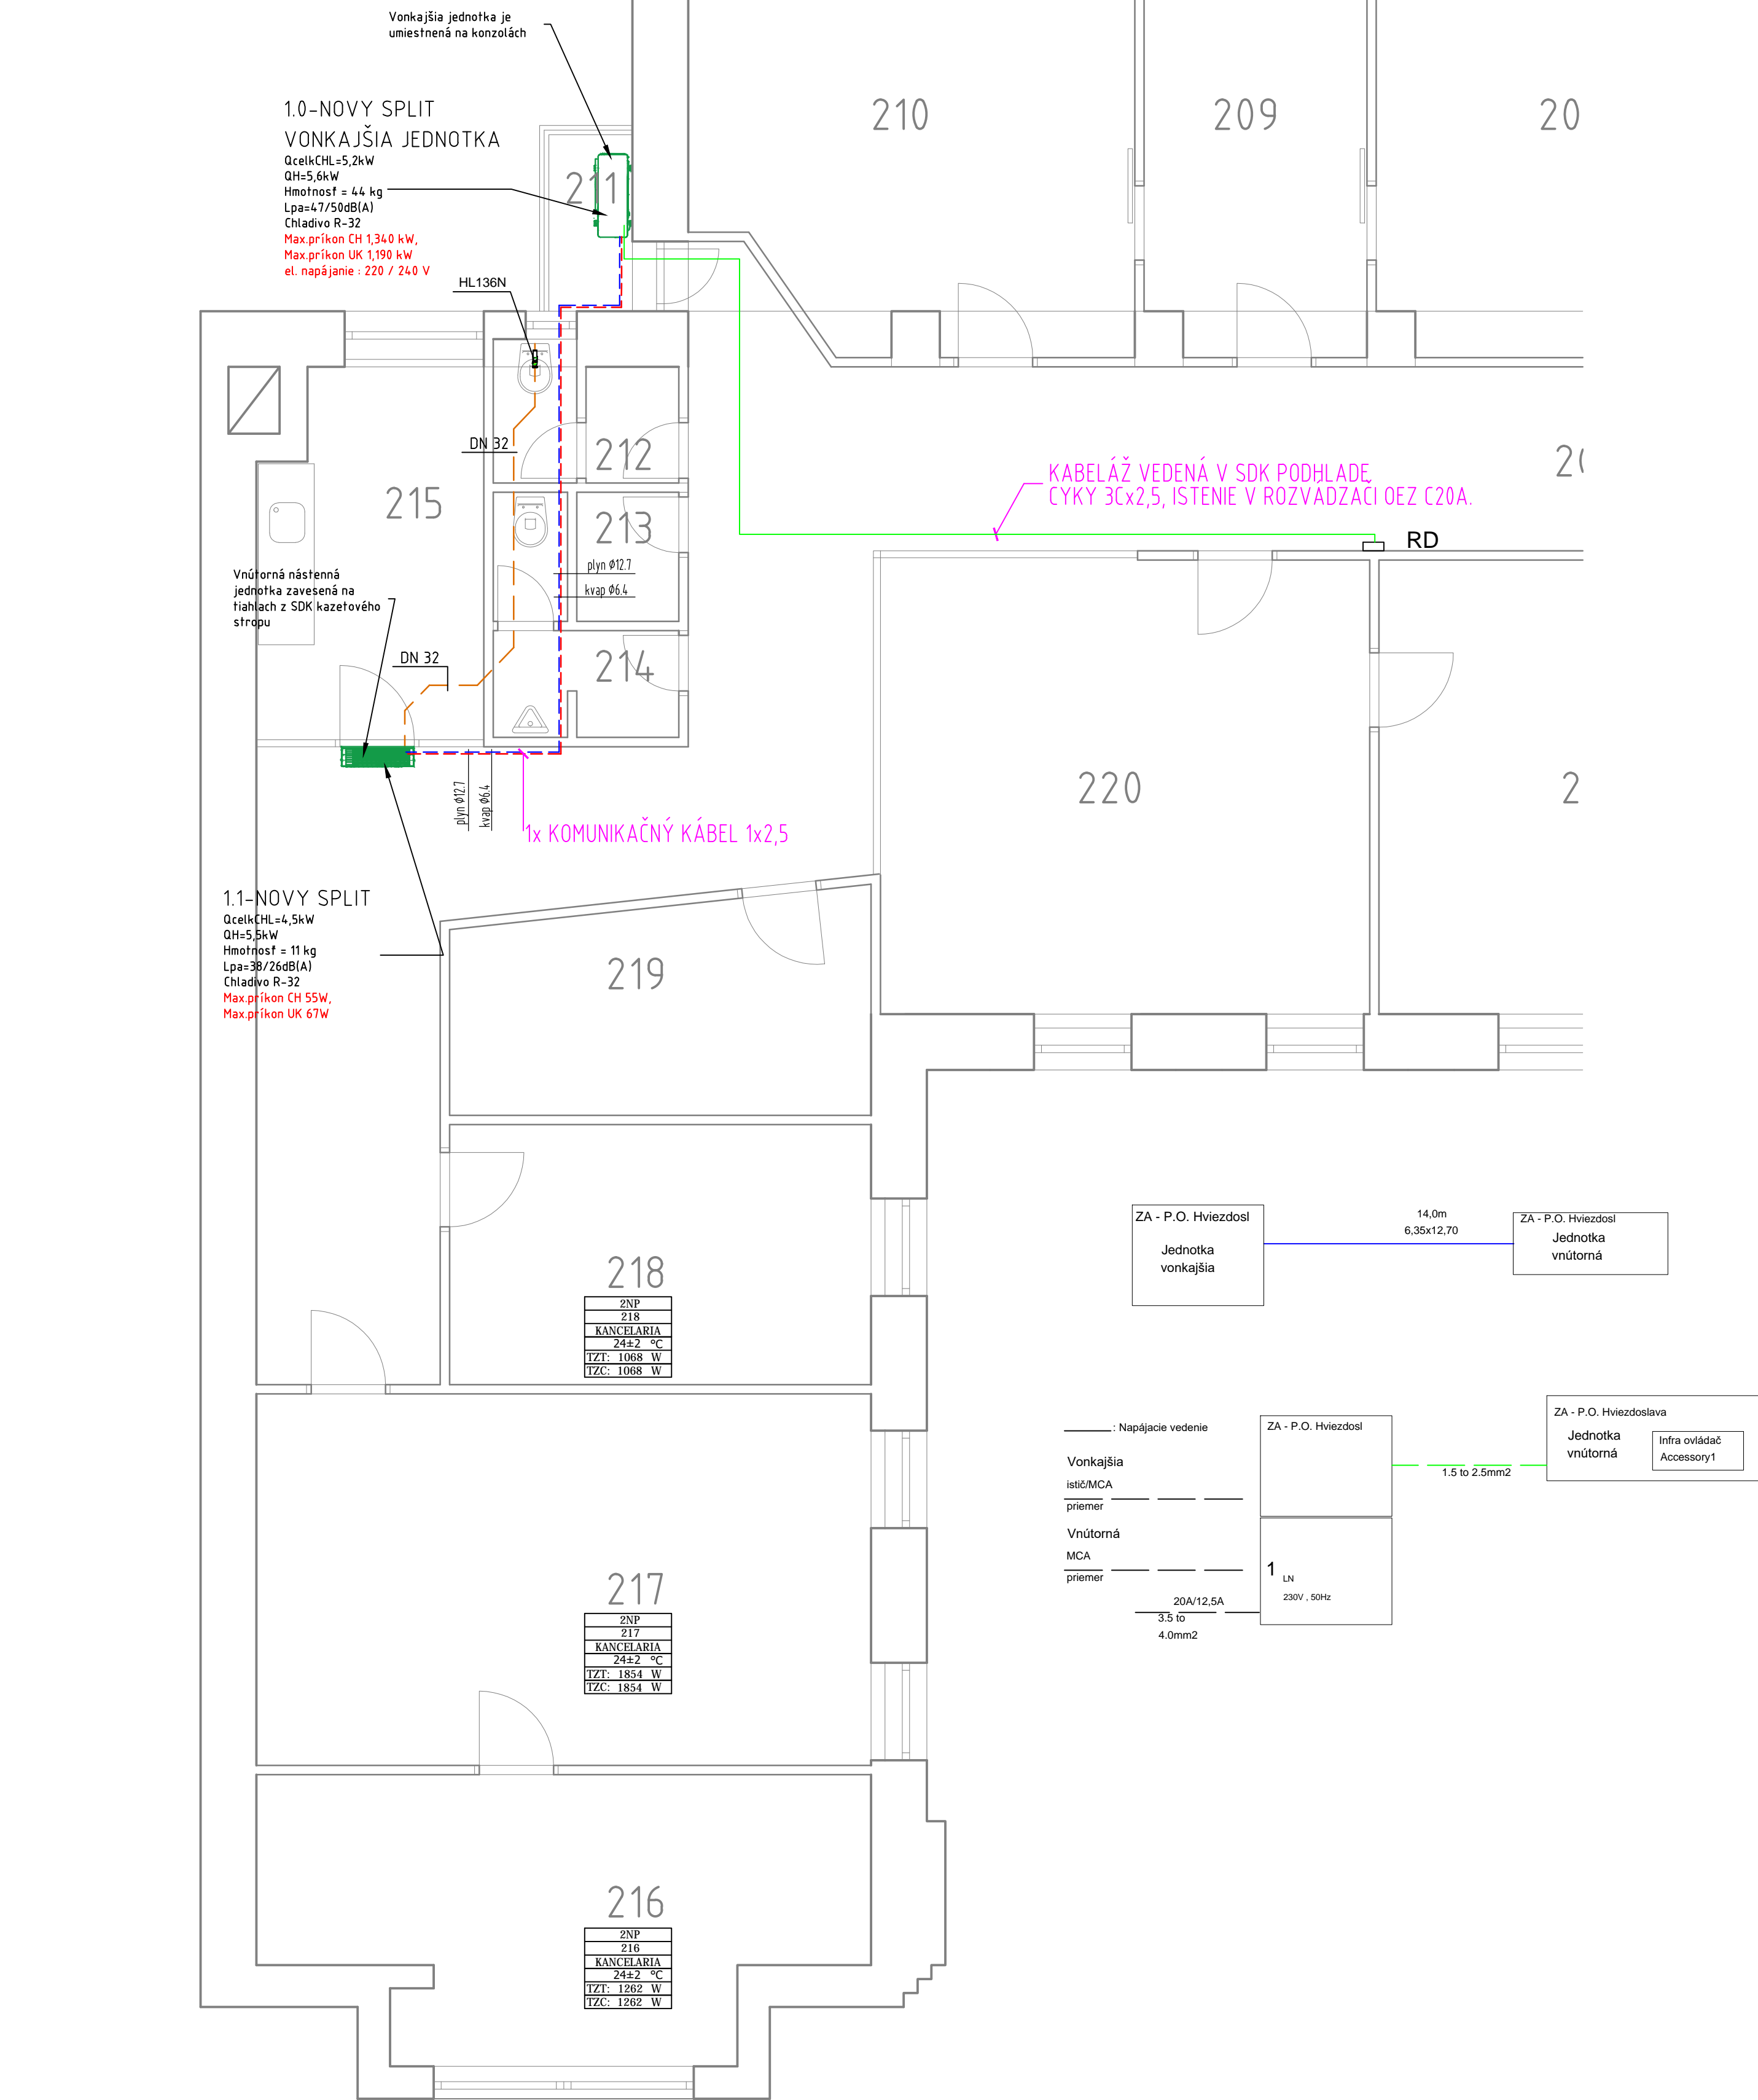 Vonkajšia jednotka je
umiestnená na konzolách
1.0-NOVY SPLIT
VONKAJŠIA JEDNOTKA
QcelkCHL=5,2kW
QH=5,6kW
Hmotnosť = 44 kg
Lpa=47/50dB(A)
Chladivo R-32
Max.príkon CH 1,340 kW,
Max.príkon UK 1,190 kW
el. napájanie : 220 / 240 V
HL136N
210
209
20
211
DN 32
212
215
213
20
KABELÁŽ VEDENÁ V SDK PODHLADE
CYKY 3Cx2,5, ISTENIE V ROZVÁDZAČÍ OEZ C20A.
RD
plyn Ø12.7
kvap Ø6.4
Vnútorná nástenná
jednotka zavesená na
tiahlach z SDK kazetového
stropu
DN 32
214
220
2
plyn Ø12.7
kvap Ø6.4
1x KOMUNIKAČNÝ KÁBEL 1x2,5
1.1-NOVY SPLIT
QcelkCHL=4,5kW
QH=5,5kW
Hmotnosť = 11 kg
Lpa=38/26dB(A)
Chladivo R-32
Max.príkon CH 55W,
Max.príkon UK 67W
219
218
2NP
218
KANCELARIA
24±2 °C
TZT: 1068 W
TZC: 1068 W
ZA - P.O. Hviezdosl
Jednotka
vonkajšia
14,0m
6,35x12,70
ZA - P.O. Hviezdosl
Jednotka
vnútorná
: Napájacie vedenie
Vonkajšia
istič/MCA
priemer
Vnútorná
MCA
priemer
20A/12,5A
3.5 to
4.0mm2
ZA - P.O. Hviezdosl
1 LN
230V , 50Hz
1.5 to 2.5mm2
ZA - P.O. Hviezdoslava
Jednotka
vnútorná
Infra ovládač
Accessory1
217
2NP
217
KANCELARIA
24±2 °C
TZT: 1854 W
TZC: 1854 W
216
2NP
216
KANCELARIA
24±2 °C
TZT: 1262 W
TZC: 1262 W